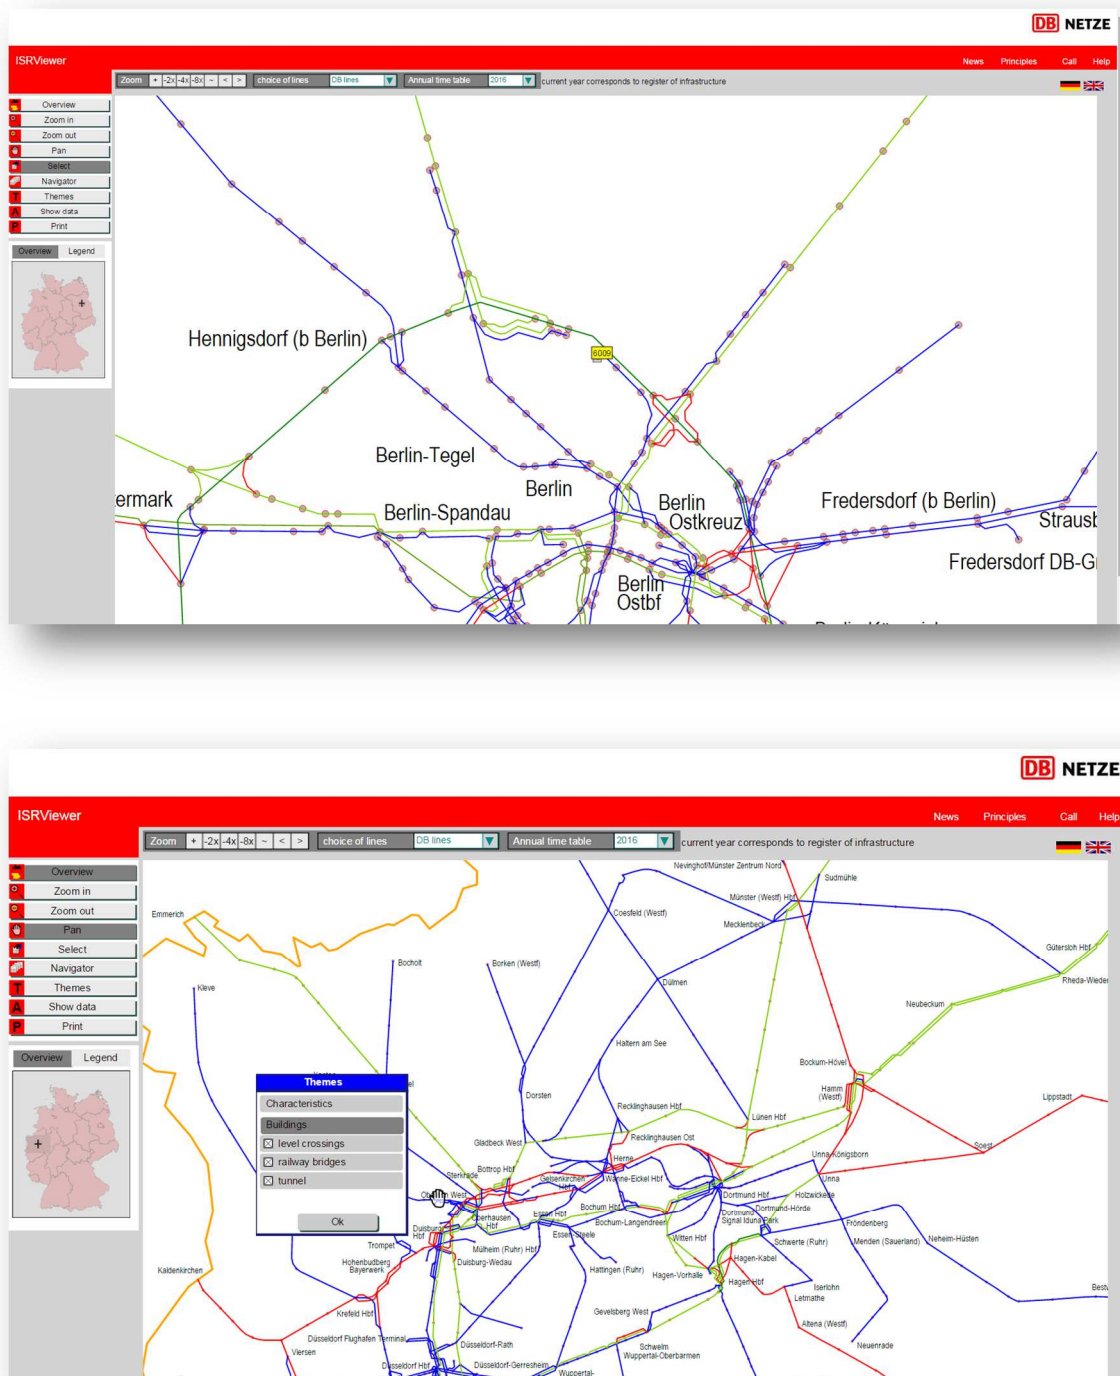 DB NETZE
ISRViewer
News Principles Call Help
Zoom + -2x -4x -8x ~ < > choice of lines DB lines Annual time table 2016 current year corresponds to register of infrastructure
Overview
Zoom in
Zoom out
Pan
Select
Navigator
T Themes
A Show data
P Print
Overview Legend
Hennigsdorf (b Berlin)
6009
Berlin-Tegel
Berlin
ermark
Berlin-Spandau
Berlin
Ostkreuz
Fredersdorf (b Berlin)
Strausb
Fredersdorf DB-G
Berlin
Ostbf
DB NETZE
ISRViewer
News Principles Call Help
Zoom + -2x -4x -8x ~ < > choice of lines DB lines Annual time table 2016 current year corresponds to register of infrastructure
Overview
Zoom in
Zoom out
Pan
Select
Navigator
T Themes
A Show data
P Print
Overview Legend
Nevinghof/Münster Zentrum Nord
Sudmühle
Münster (Westf) Hbf
Emmerich
Coesfeld (Westf)
Mecklenbeck
Gütersloh Hbf
Bocholt
Borken (Westf)
Kleve
Dülmen
Rheda-Wieder
Neubeckum
Haltern am See
Bockum-Hövel
Themes
Characteristics
Buildings
level crossings
railway bridges
tunnel
Ok
Dorsten
Hamm
(Westf)
Lippstadt
Recklinghausen Hbf
Lünen Hbf
Gladbeck West
Recklinghausen Ost
Soest
Herne
Unna-Königsborn
Bottrop Hbf
Sterkrade
Gelsenkirchen
Hbf
Wanne-Eickel Hbf
Unna
Dortmund Hbf
Holzwickede
Oberhausen
Hbf
Essen Hbf
Bochum Hbf
Dortmund-Hörde
Bochum-Langendreer
Dortmund
Signal Iduna Park
Fröndenberg
Duisburg
Hbf
Essen-Steele
Witten Hbf
Schwerte (Ruhr)
Menden (Sauerland)
Neheim-Hüsten
Trompet
Mülheim (Ruhr) Hbf
Hohenbudberg
Bayerwerk
Duisburg-Wedau
Hattingen (Ruhr)
Hagen-Vorhalle
Hagen-Kabel
Kaldenkirchen
Hagen Hbf
Iserlohn
Letmathe
Bestw
Krefeld Hbf
Gevelsberg West
Altena (Westf)
Düsseldorf Flughafen Terminal
Viersen
Düsseldorf-Rath
Schwelm
Wuppertal-Oberbarmen
Neuenrade
Düsseldorf Hbf
Düsseldorf-Gerresheim
Wuppertal-